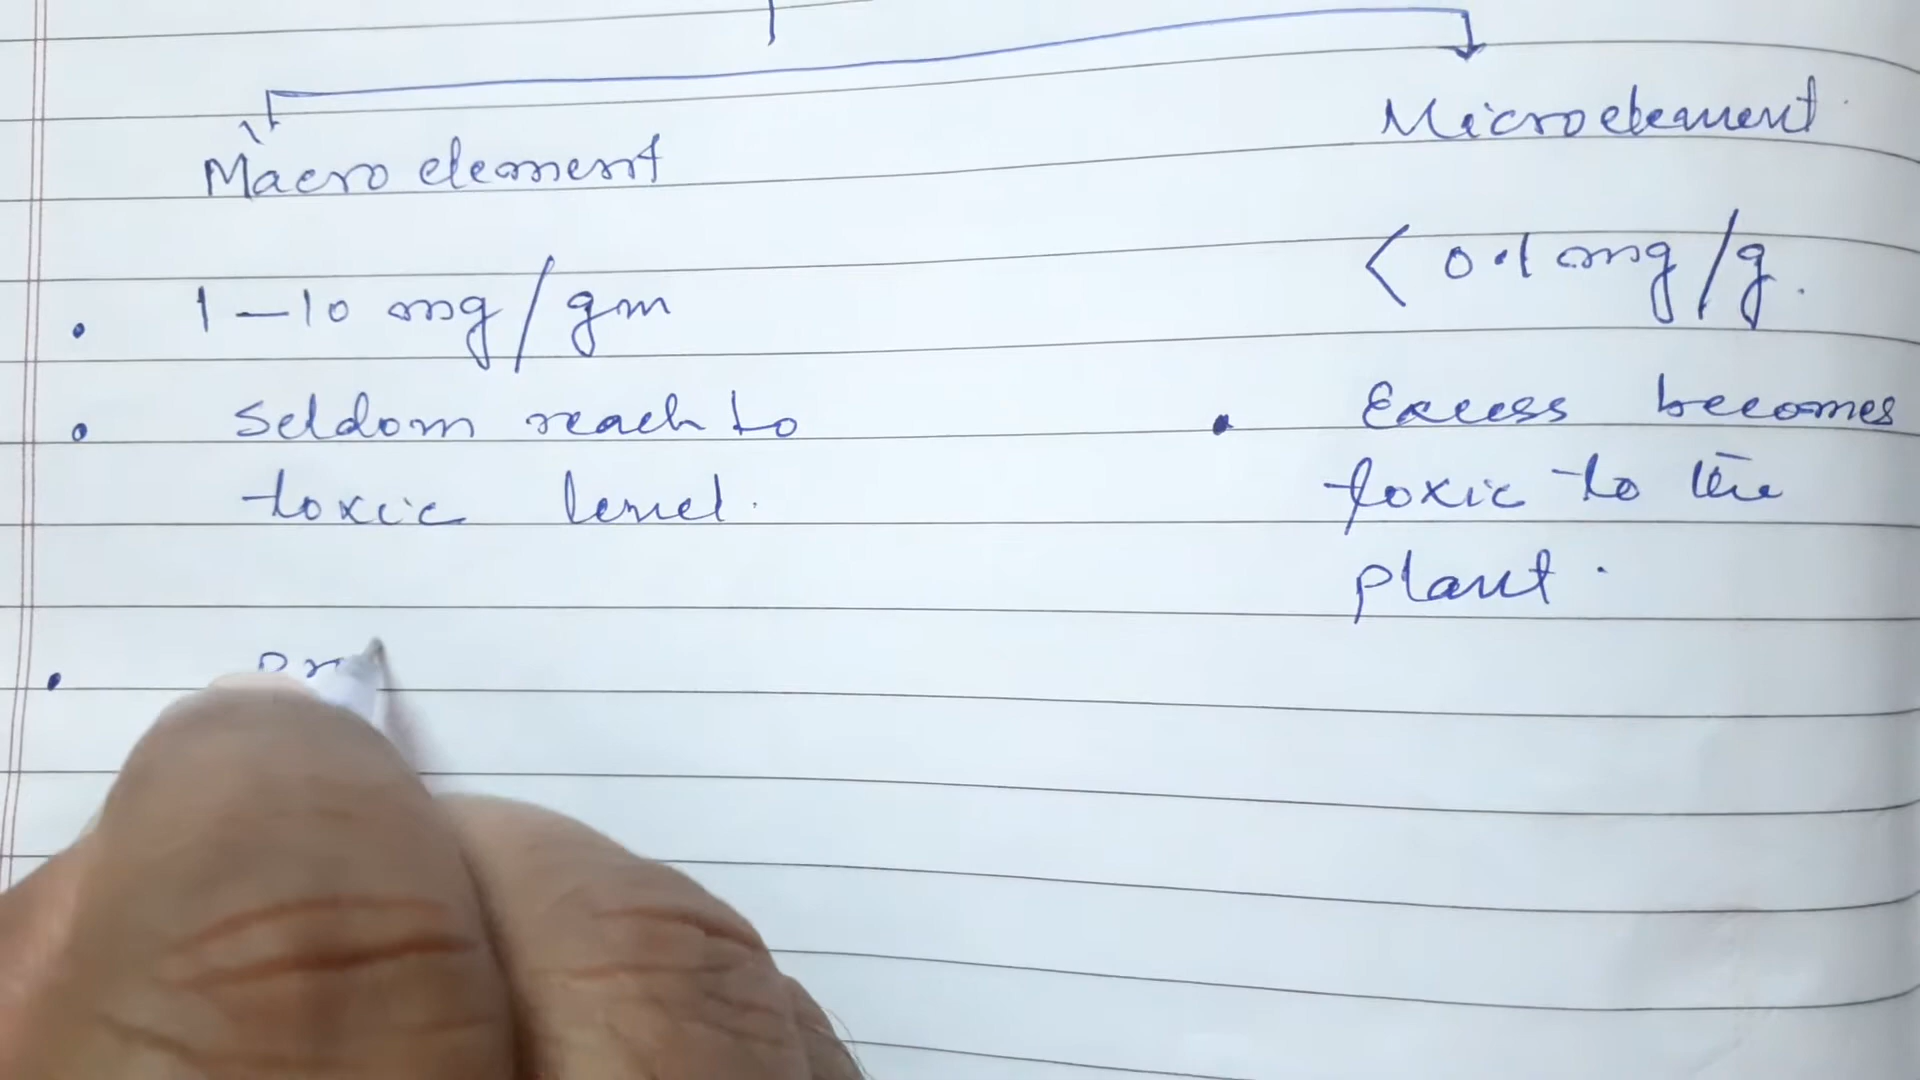 Macro element
Microelement
1-10 mg/gm
< 0.1 mg/g.
• Seldom reach to
toxic level.
• Excess becomes
toxic to the
plant.